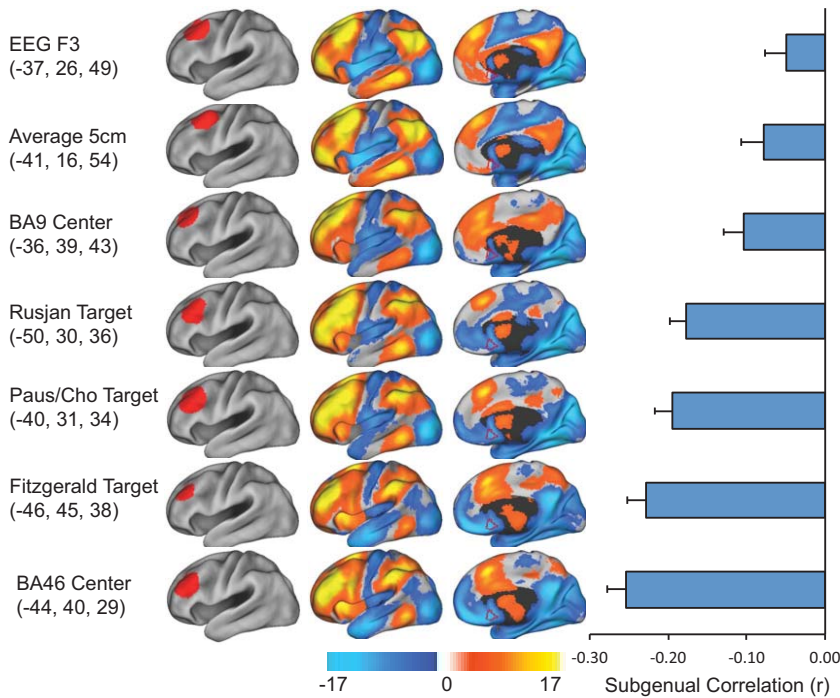 EEG F3
(-37, 26, 49)
Average 5cm
(-41, 16, 54)
BA9 Center
(-36, 39, 43)
Rusjan Target
(-50, 30, 36)
Paus/Cho Target
(-40, 31, 34)
Fitzgerald Target
(-46, 45, 38)
BA46 Center
(-44, 40, 29)
-17 0 17
-0.30 -0.20 -0.10 0.00
Subgenual Correlation (r)